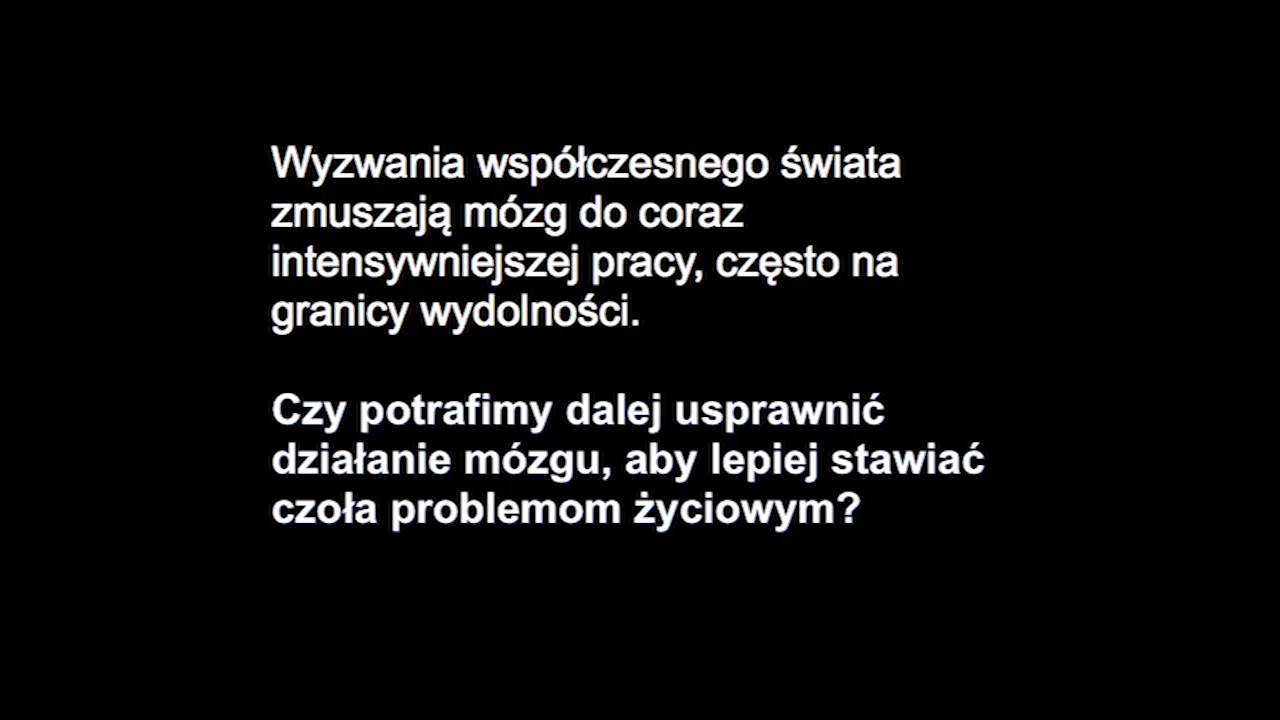 Wyzwania współczesnego świata
zmuszają mózg do coraz
intensywniejszej pracy, często na
granicy wydolności.
Czy potrafimy dalej usprawnić
działanie mózgu, aby lepiej stawiać
czoła problemom życiowym?